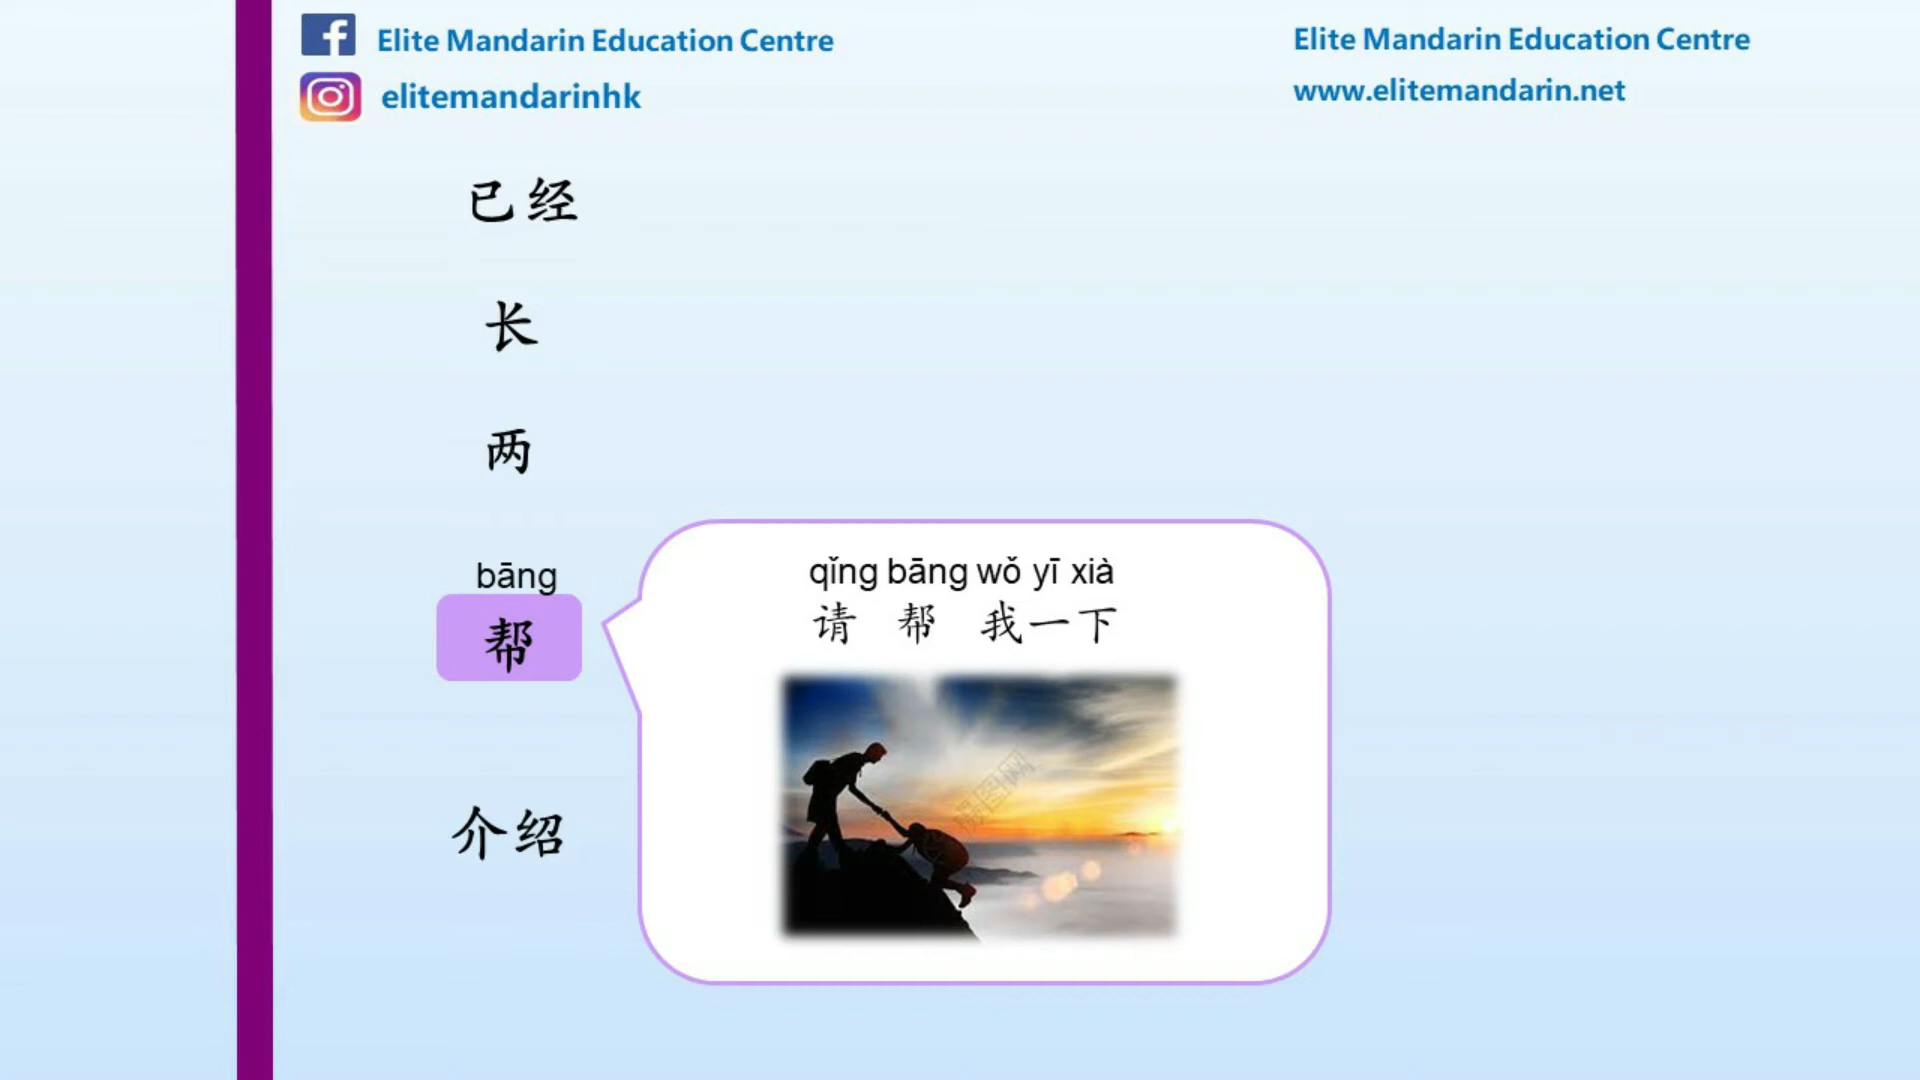 Elite Mandarin Education Centre
elitemandarinhk
Elite Mandarin Education Centre
www.elitemandarin.net
已经
长
两
bāng
帮
qǐng bāng wǒ yī xià
请 帮 我一下
介绍